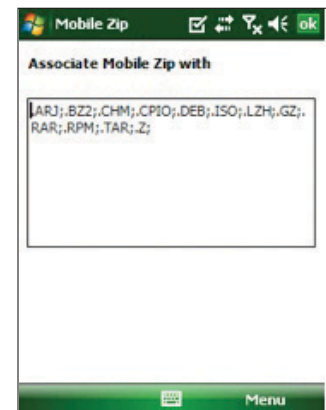 Mobile Zip
ok
Associate Mobile Zip with
.ARJ;.BZ2;.CHM;.CPIO;.DEB;.ISO;.LZH;.GZ;.
RAR;.RPM;.TAR;.Z;
Menu